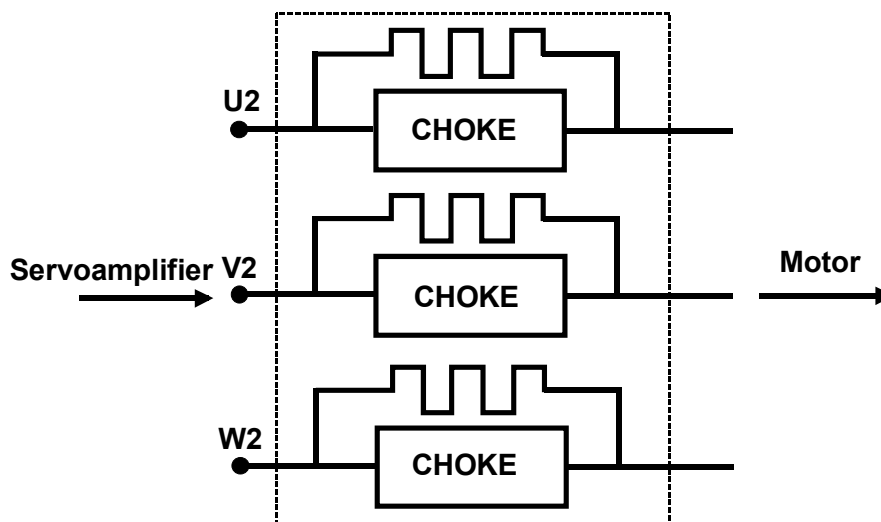 U2
CHOKE
Servoamplifier V2
CHOKE
Motor
W2
CHOKE